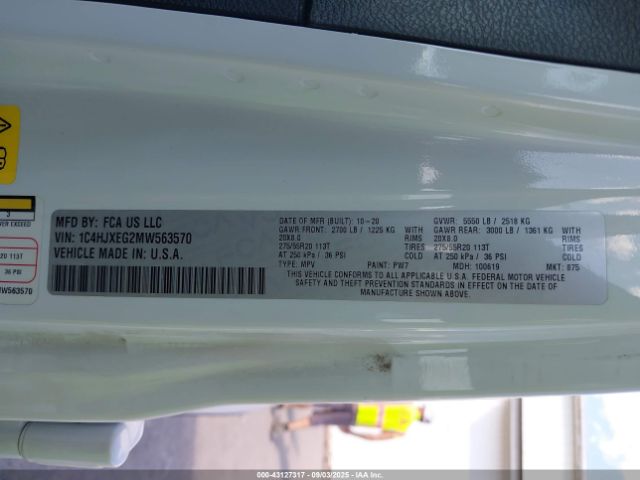 MFD BY: FCA US LLC
VIN: 1C4HJXEG2MW563570
VEHICLE MADE IN: U.S.A.
DATE OF MFR (BUILT): 10-20 GVWR: 5550 LB / 2518 KG
GAWR FRONT: 2700 LB / 1225 KG WITH GAWR REAR: 3000 LB / 1361 KG WITH
20X8.0 RIMS 20X8.0 RIMS
275/55R20 113T TIRES 275/55R20 113T TIRES
AT 250 kPa / 36 PSI COLD AT 250 kPa / 36 PSI COLD
TYPE: MPV PAINT: PW7 MDH: 100619 MKT: 875
THIS VEHICLE CONFORMS TO ALL APPLICABLE U.S.A. FEDERAL MOTOR VEHICLE
SAFETY AND THEFT PREVENTION STANDARDS IN EFFECT ON THE DATE OF
MANUFACTURE SHOWN ABOVE.
3
R20 113T
36 PSI
MW563570
000-43127317 - 09/03/2025 - IAAI.COM